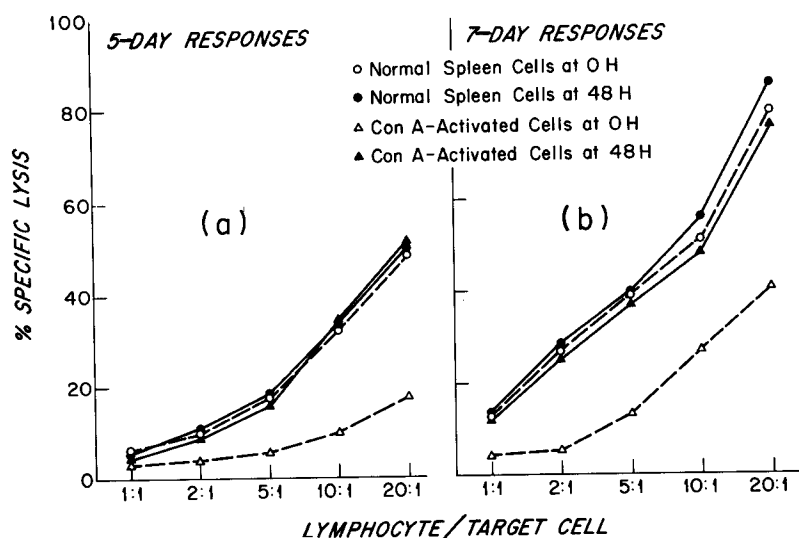 5-DAY RESPONSES
7-DAY RESPONSES
Normal Spleen Cells at 0 H
Normal Spleen Cells at 48 H
Con A-Activated Cells at 0H
Con A-Activated Cells at 48 H
(a)
(b)
% SPECIFIC LYSIS
100
80
60
40
20
0
1:1 2:1 5:1 10:1 20:1
1:1 2:1 5:1 10:1 20:1
LYMPHOCYTE/TARGET CELL